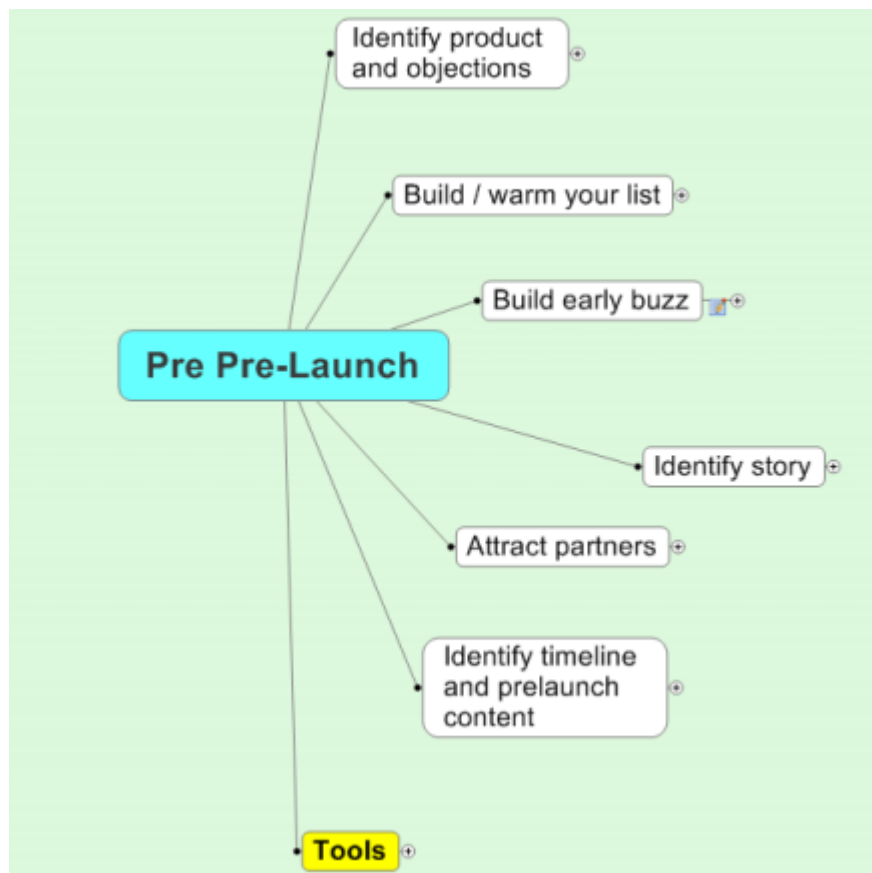 Identify product
and objections
Build / warm your list
Build early buzz
Pre Pre-Launch
Identify story
Attract partners
Identify timeline
and prelaunch
content
Tools